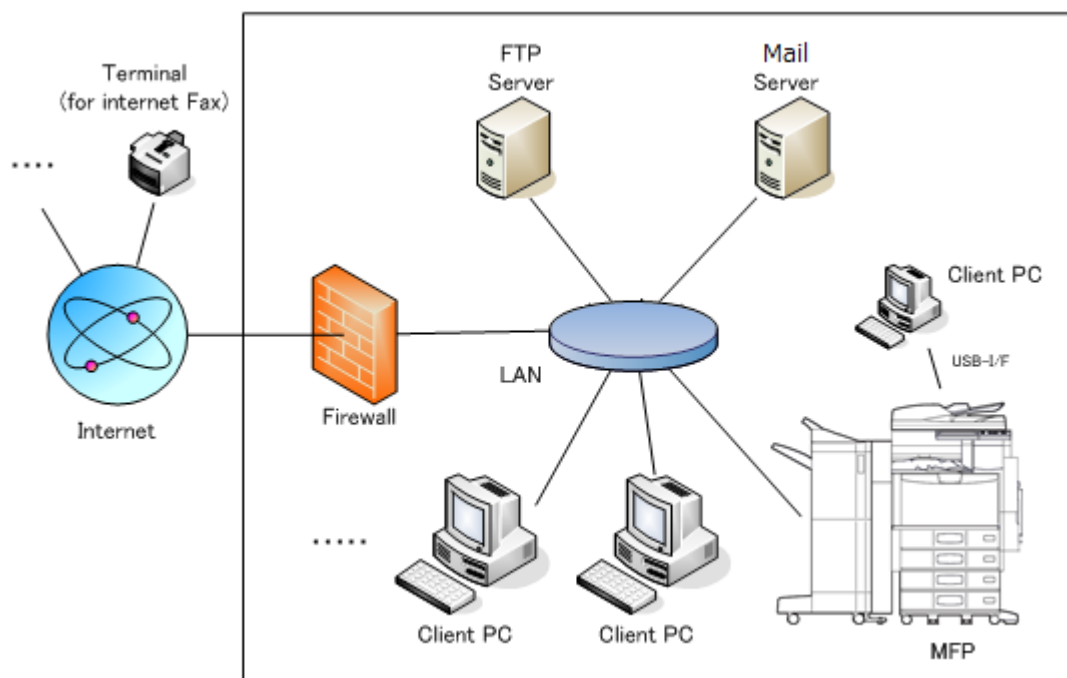 Terminal
(for internet Fax)
....
Internet
Firewall
FTP
Server
Mail
Server
LAN
Client PC
USB-I/F
.....
Client PC
Client PC
MFP